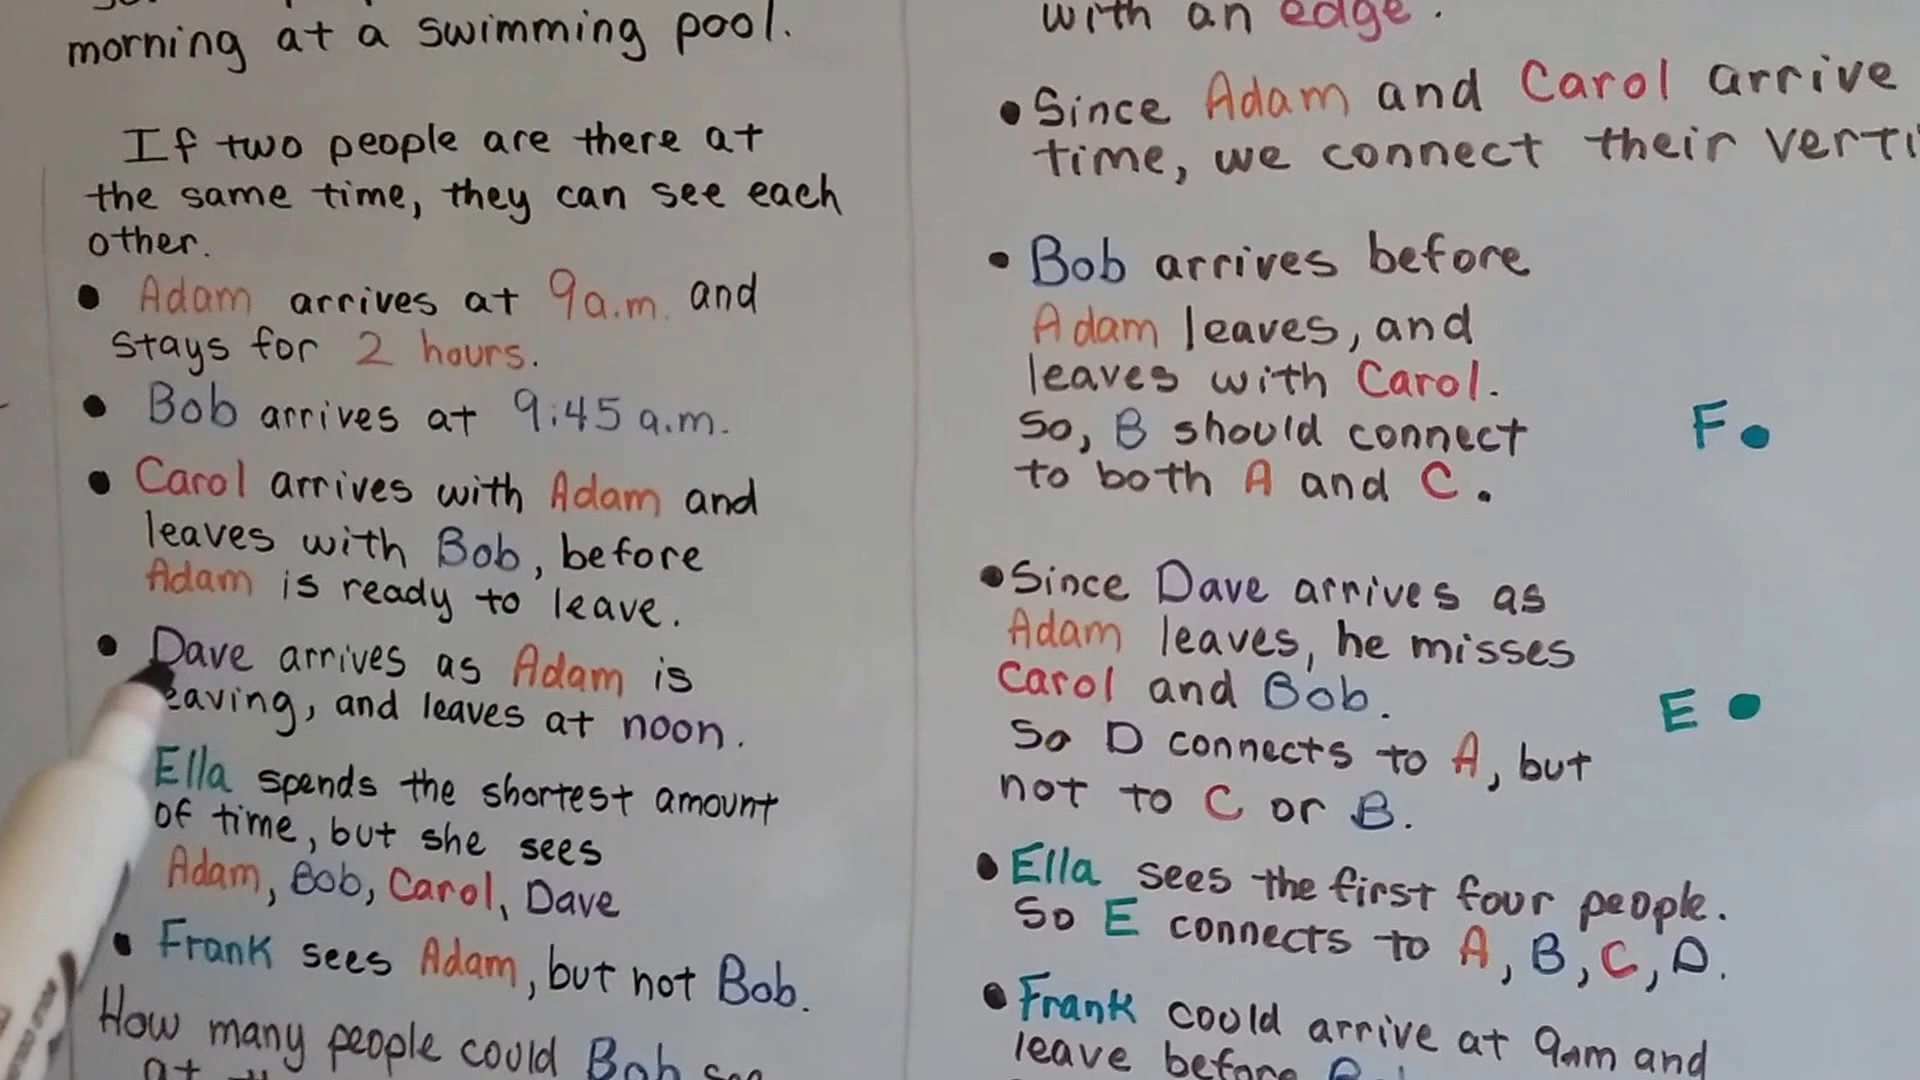 morning at a swimming pool.
If two people are there at
the same time, they can see each
other.
• Adam arrives at 9a.m. and
stays for 2 hours.
• Bob arrives at 9:45 a.m.
• Carol arrives with Adam and
leaves with Bob, before
Adam is ready to leave.
• Dave arrives as Adam is
eaving, and leaves at noon.
Ella spends the shortest amount
of time, but she sees
Adam, Bob, Carol, Dave
• Frank sees Adam, but not Bob.
How many people could Bob see
at
with an edge.
• Since Adam and Carol arrive
time, we connect their verti
• Bob arrives before
Adam leaves, and
leaves with Carol.
So, B should connect
to both A and C.
• Since Dave arrives as
Adam leaves, he misses
Carol and Bob.
So D connects to A, but
not to C or B.
• Ella sees the first four people.
So E connects to A, B, C, D.
• Frank could arrive at 9am and
leave before
F
E